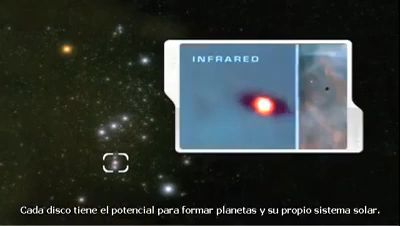 INFRARED
Cada disco tiene el potencial para formar planetas y su propio sistema solar.